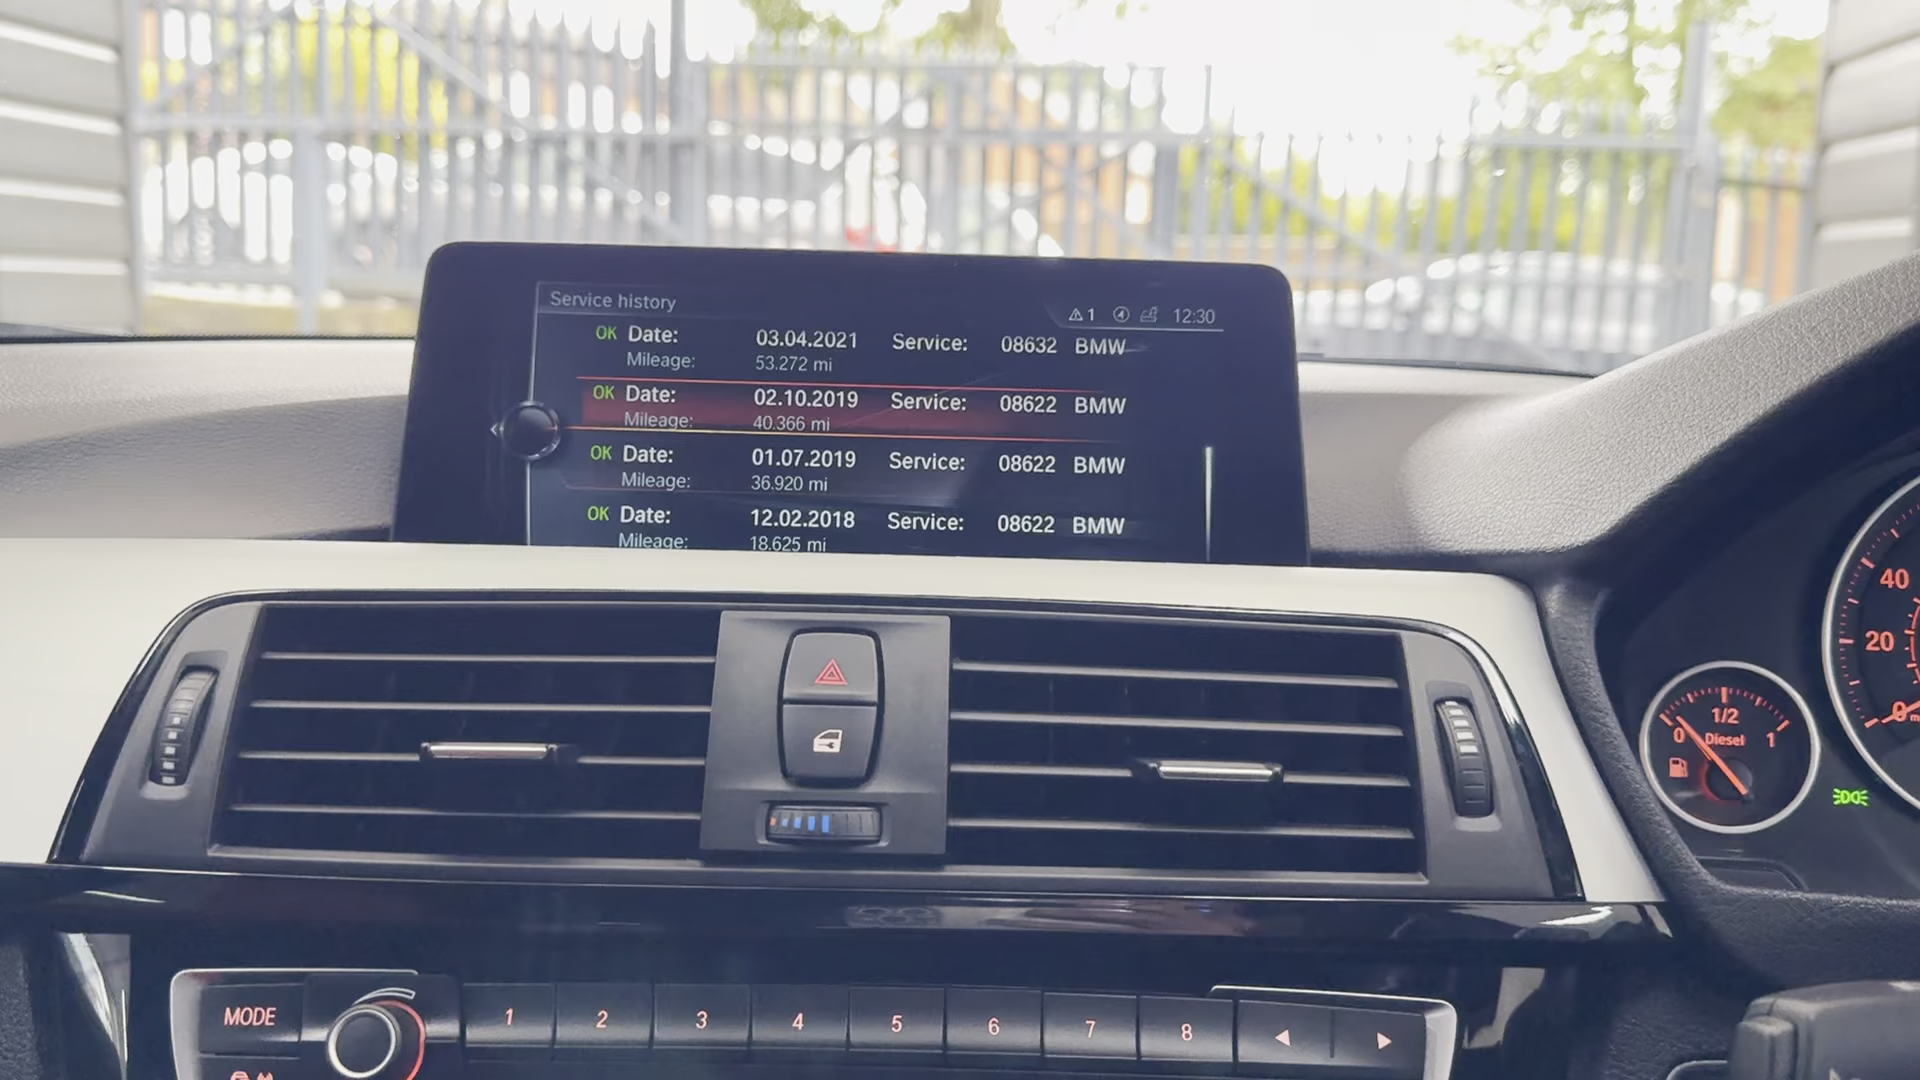 Service history
1 12:30
OK Date: 03.04.2021 Service: 08632 BMW
Mileage: 53.272 mi
OK Date: 02.10.2019 Service: 08622 BMW
Mileage: 40.366 mi
OK Date: 01.07.2019 Service: 08622 BMW
Mileage: 36.920 mi
OK Date: 12.02.2018 Service: 08622 BMW
Mileage: 18.625 mi
40
20
0
1/2
0 Diesel 1
MODE 1 2 3 4 5 6 7 8